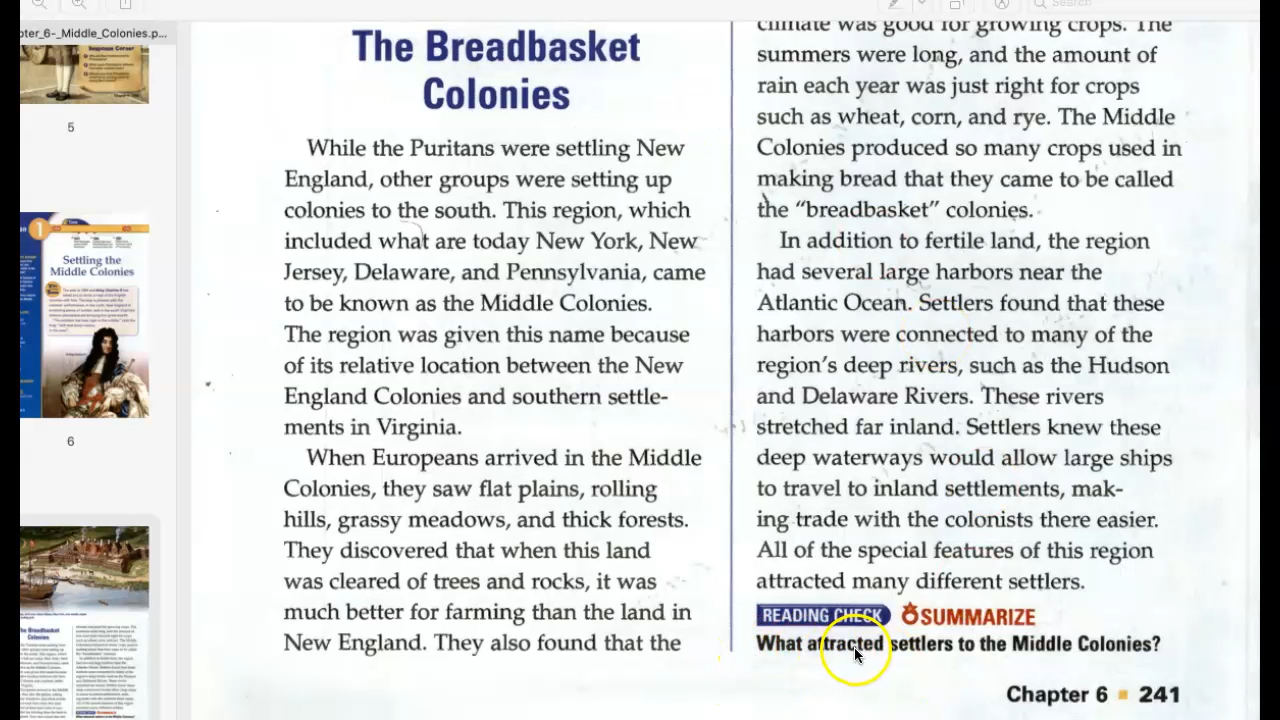 Search
pter_6-_Middle_Colonies.p...
Response Corner
5
1
Settling the
Middle Colonies
6
The Breadbasket
Colonies
The Breadbasket
Colonies
While the Puritans were settling New
England, other groups were setting up
colonies to the south. This region, which
included what are today New York, New
Jersey, Delaware, and Pennsylvania, came
to be known as the Middle Colonies.
The region was given this name because
of its relative location between the New
England Colonies and southern settle-
ments in Virginia.
When Europeans arrived in the Middle
Colonies, they saw flat plains, rolling
hills, grassy meadows, and thick forests.
They discovered that when this land
was cleared of trees and rocks, it was
much better for farming than the land in
New England. They also found that the
climate was good for growing crops. The
summers were long, and the amount of
rain each year was just right for crops
such as wheat, corn, and rye. The Middle
Colonies produced so many crops used in
making bread that they came to be called
the “breadbasket” colonies.
In addition to fertile land, the region
had several large harbors near the
Atlantic Ocean. Settlers found that these
harbors were connected to many of the
region’s deep rivers, such as the Hudson
and Delaware Rivers. These rivers
stretched far inland. Settlers knew these
deep waterways would allow large ships
to travel to inland settlements, mak-
ing trade with the colonists there easier.
All of the special features of this region
attracted many different settlers.
READING CHECK SUMMARIZE
acted settlers to the Middle Colonies?
Chapter 6 241